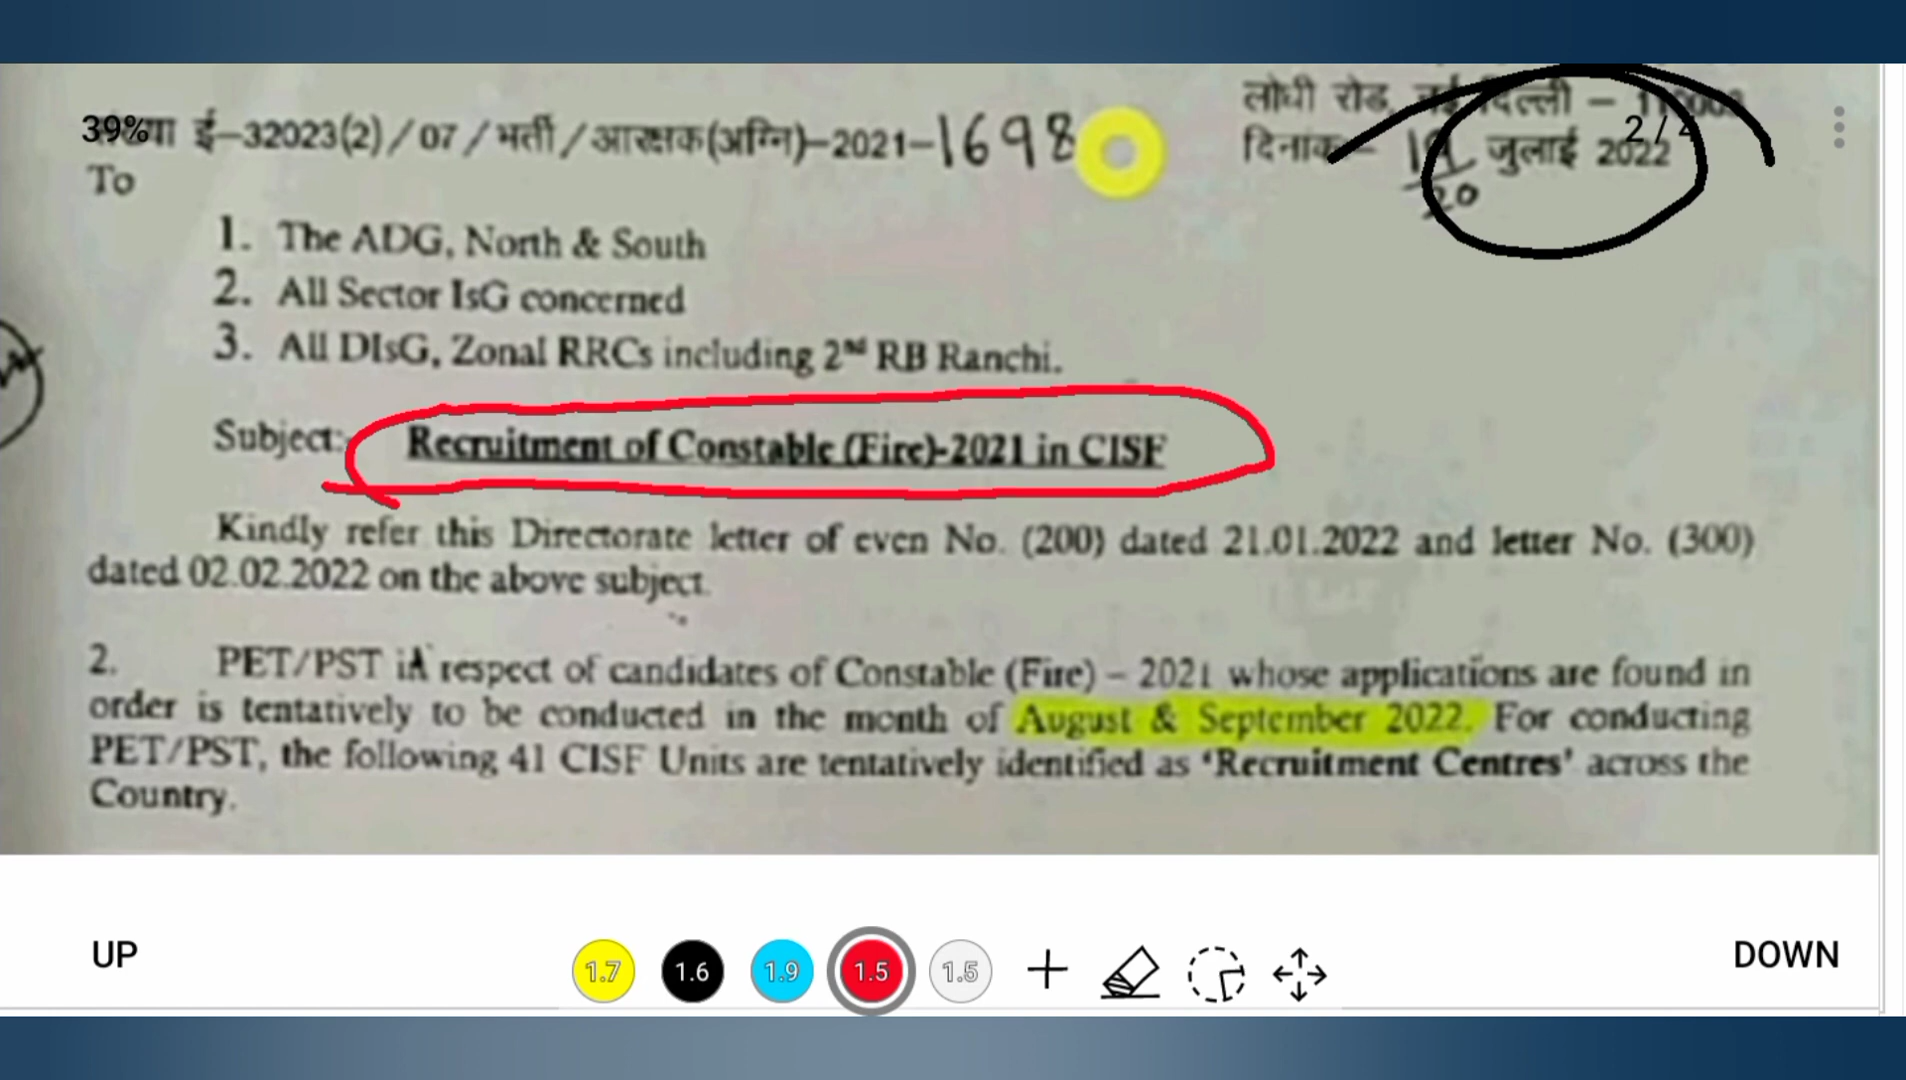 लोधी रोड, नई दिल्ली –
39%
ई–32023(2)/07/भर्ती/आरक्षक(अग्नि)–2021–1698
दिनांक– 19/20 जुलाई 2022
2 / 4
To
1. The ADG, North & South
2. All Sector IsG concerned
3. All DIsG, Zonal RRCs including 2nd RB Ranchi.
Subject: Recruitment of Constable (Fire)-2021 in CISF
Kindly refer this Directorate letter of even No. (200) dated 21.01.2022 and letter No. (300)
dated 02.02.2022 on the above subject.
2. PET/PST in respect of candidates of Constable (Fire) – 2021 whose applications are found in
order is tentatively to be conducted in the month of August & September 2022. For conducting
PET/PST, the following 41 CISF Units are tentatively identified as ‘Recruitment Centres’ across the
Country.
UP
1.7 1.6 1.9 1.5 1.5
DOWN